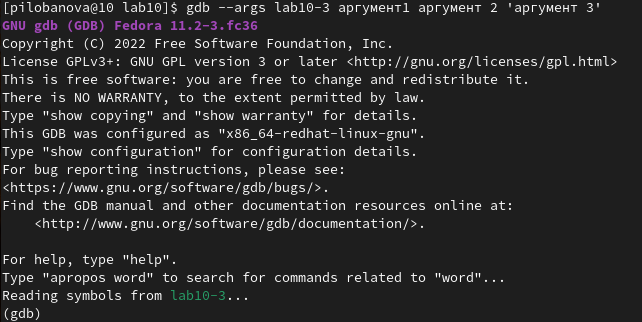 [pilobanova@10 lab10]$ gdb --args lab10-3 аргумент1 аргумент 2 'аргумент 3'
GNU gdb (GDB) Fedora 11.2-3.fc36
Copyright (C) 2022 Free Software Foundation, Inc.
License GPLv3+: GNU GPL version 3 or later <http://gnu.org/licenses/gpl.html>
This is free software: you are free to change and redistribute it.
There is NO WARRANTY, to the extent permitted by law.
Type "show copying" and "show warranty" for details.
This GDB was configured as "x86_64-redhat-linux-gnu".
Type "show configuration" for configuration details.
For bug reporting instructions, please see:
<https://www.gnu.org/software/gdb/bugs/>.
Find the GDB manual and other documentation resources online at:
    <http://www.gnu.org/software/gdb/documentation/>.

For help, type "help".
Type "apropos word" to search for commands related to "word"...
Reading symbols from lab10-3...
(gdb)